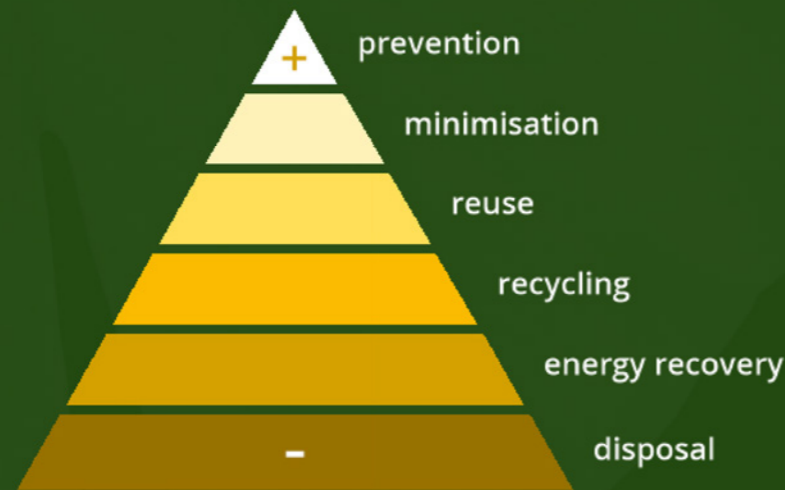 +
prevention
minimisation
reuse
recycling
energy recovery
-
disposal